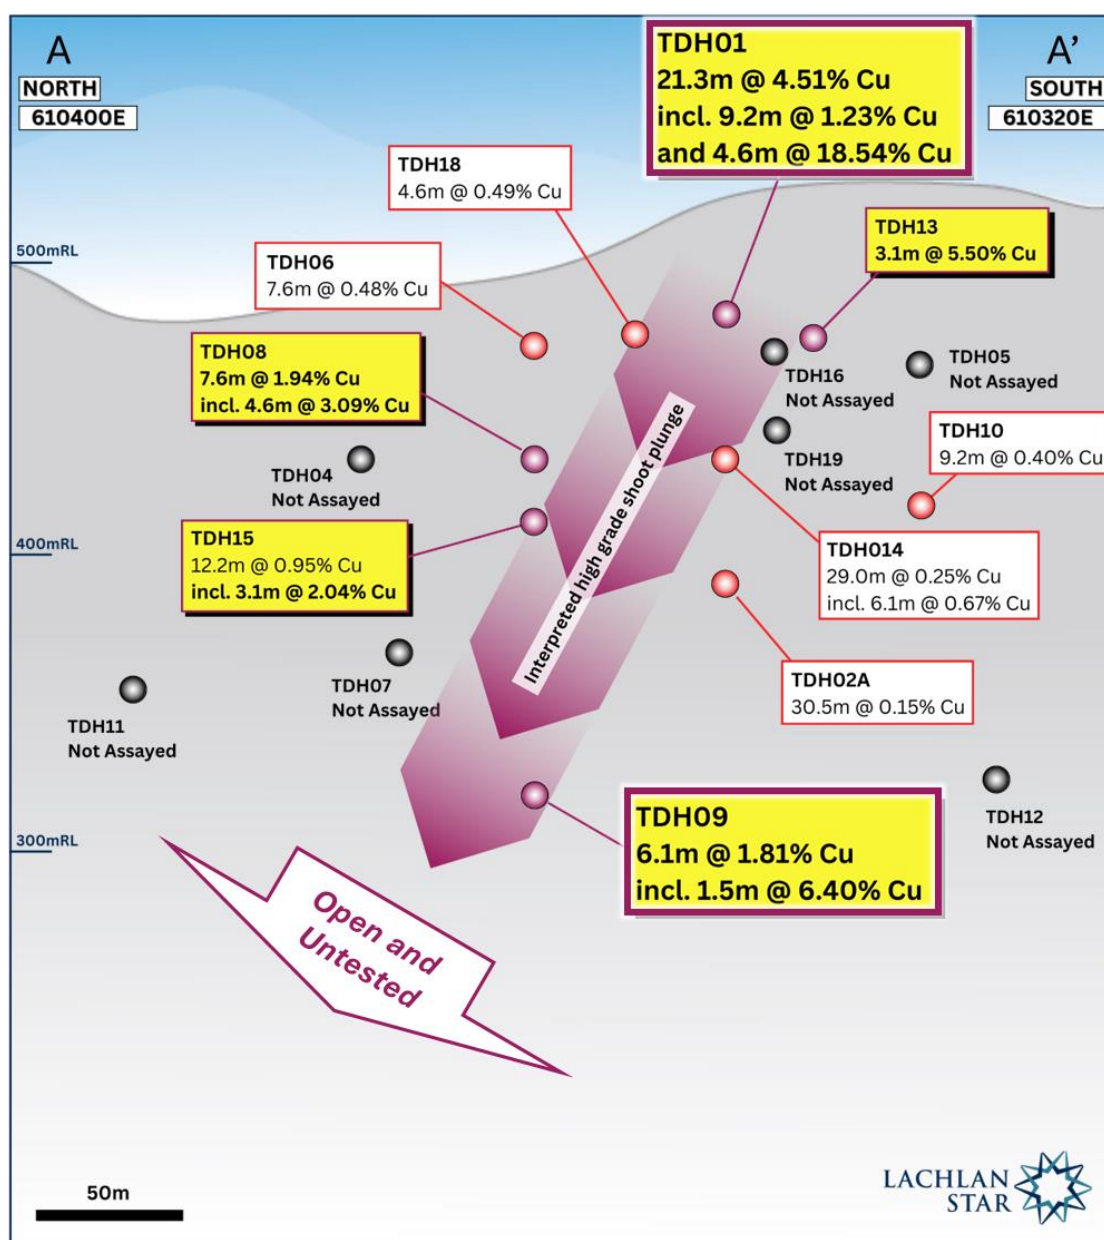 A
A'
NORTH
610400E
SOUTH
610320E
TDH01
21.3m @ 4.51% Cu
incl. 9.2m @ 1.23% Cu
and 4.6m @ 18.54% Cu
TDH18
4.6m @ 0.49% Cu
TDH13
3.1m @ 5.50% Cu
500mRL
TDH06
7.6m @ 0.48% Cu
TDH08
7.6m @ 1.94% Cu
incl. 4.6m @ 3.09% Cu
TDH16
Not Assayed
TDH05
Not Assayed
TDH04
Not Assayed
TDH19
Not Assayed
TDH10
9.2m @ 0.40% Cu
TDH15
12.2m @ 0.95% Cu
incl. 3.1m @ 2.04% Cu
400mRL
TDH014
29.0m @ 0.25% Cu
incl. 6.1m @ 0.67% Cu
Interpreted high grade shoot plunge
TDH11
Not Assayed
TDH07
Not Assayed
TDH02A
30.5m @ 0.15% Cu
TDH09
6.1m @ 1.81% Cu
incl. 1.5m @ 6.40% Cu
TDH12
Not Assayed
300mRL
Open and
Untested
50m
LACHLAN
STAR